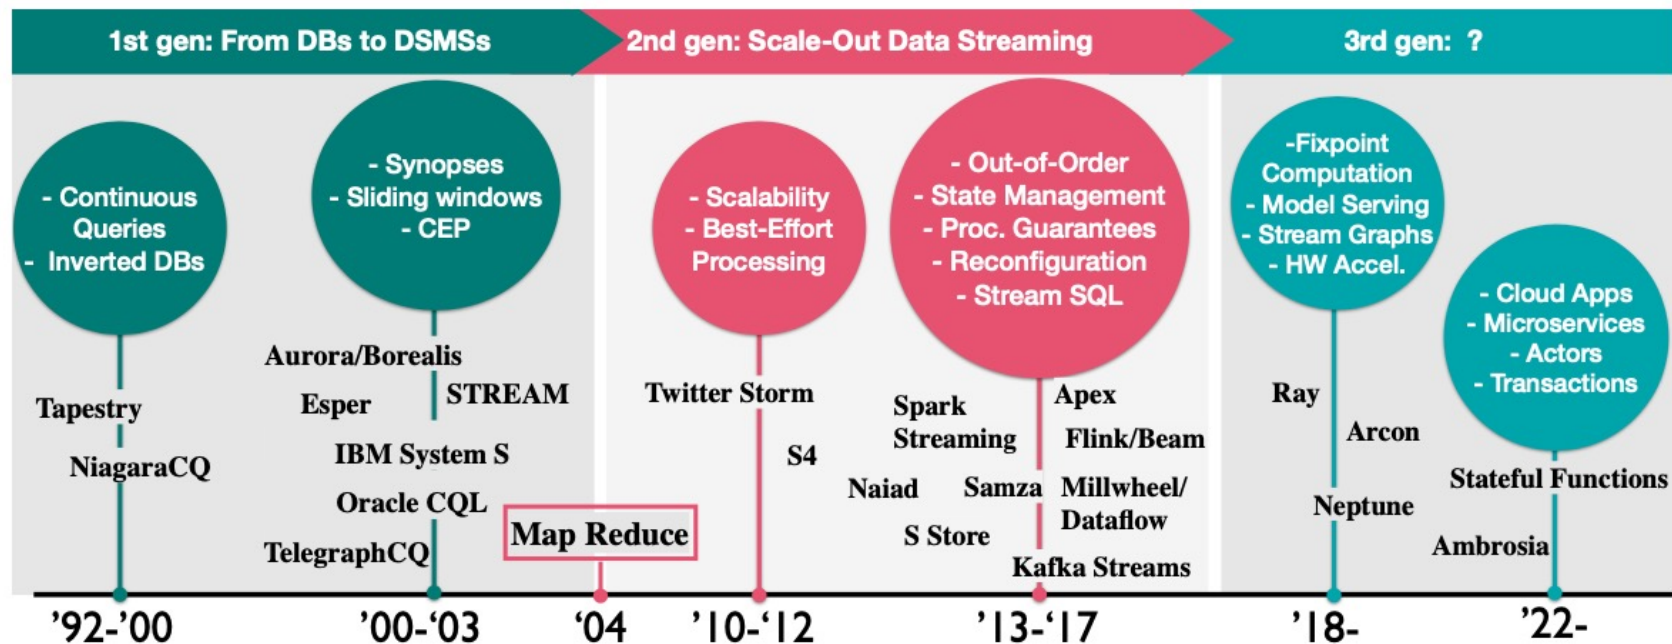 1st gen: From DBs to DSMSs
2nd gen: Scale-Out Data Streaming
3rd gen: ?
- Continuous
Queries
- Inverted DBs
- Synopses
- Sliding windows
- CEP
- Scalability
- Best-Effort
Processing
- Out-of-Order
- State Management
- Proc. Guarantees
- Reconfiguration
- Stream SQL
-Fixpoint
Computation
- Model Serving
- Stream Graphs
- HW Accel.
- Cloud Apps
- Microservices
- Actors
- Transactions
Tapestry
NiagaraCQ
Aurora/Borealis
Esper
STREAM
IBM System S
Oracle CQL
TelegraphCQ
Map Reduce
Twitter Storm
S4
Spark
Streaming
Apex
Flink/Beam
Naiad
Samza
Millwheel/
Dataflow
S Store
Kafka Streams
Ray
Arcon
Neptune
Stateful Functions
Ambrosia
’92-’00
’00-‘03
‘04
’10-‘12
’13-‘17
’18-
’22-